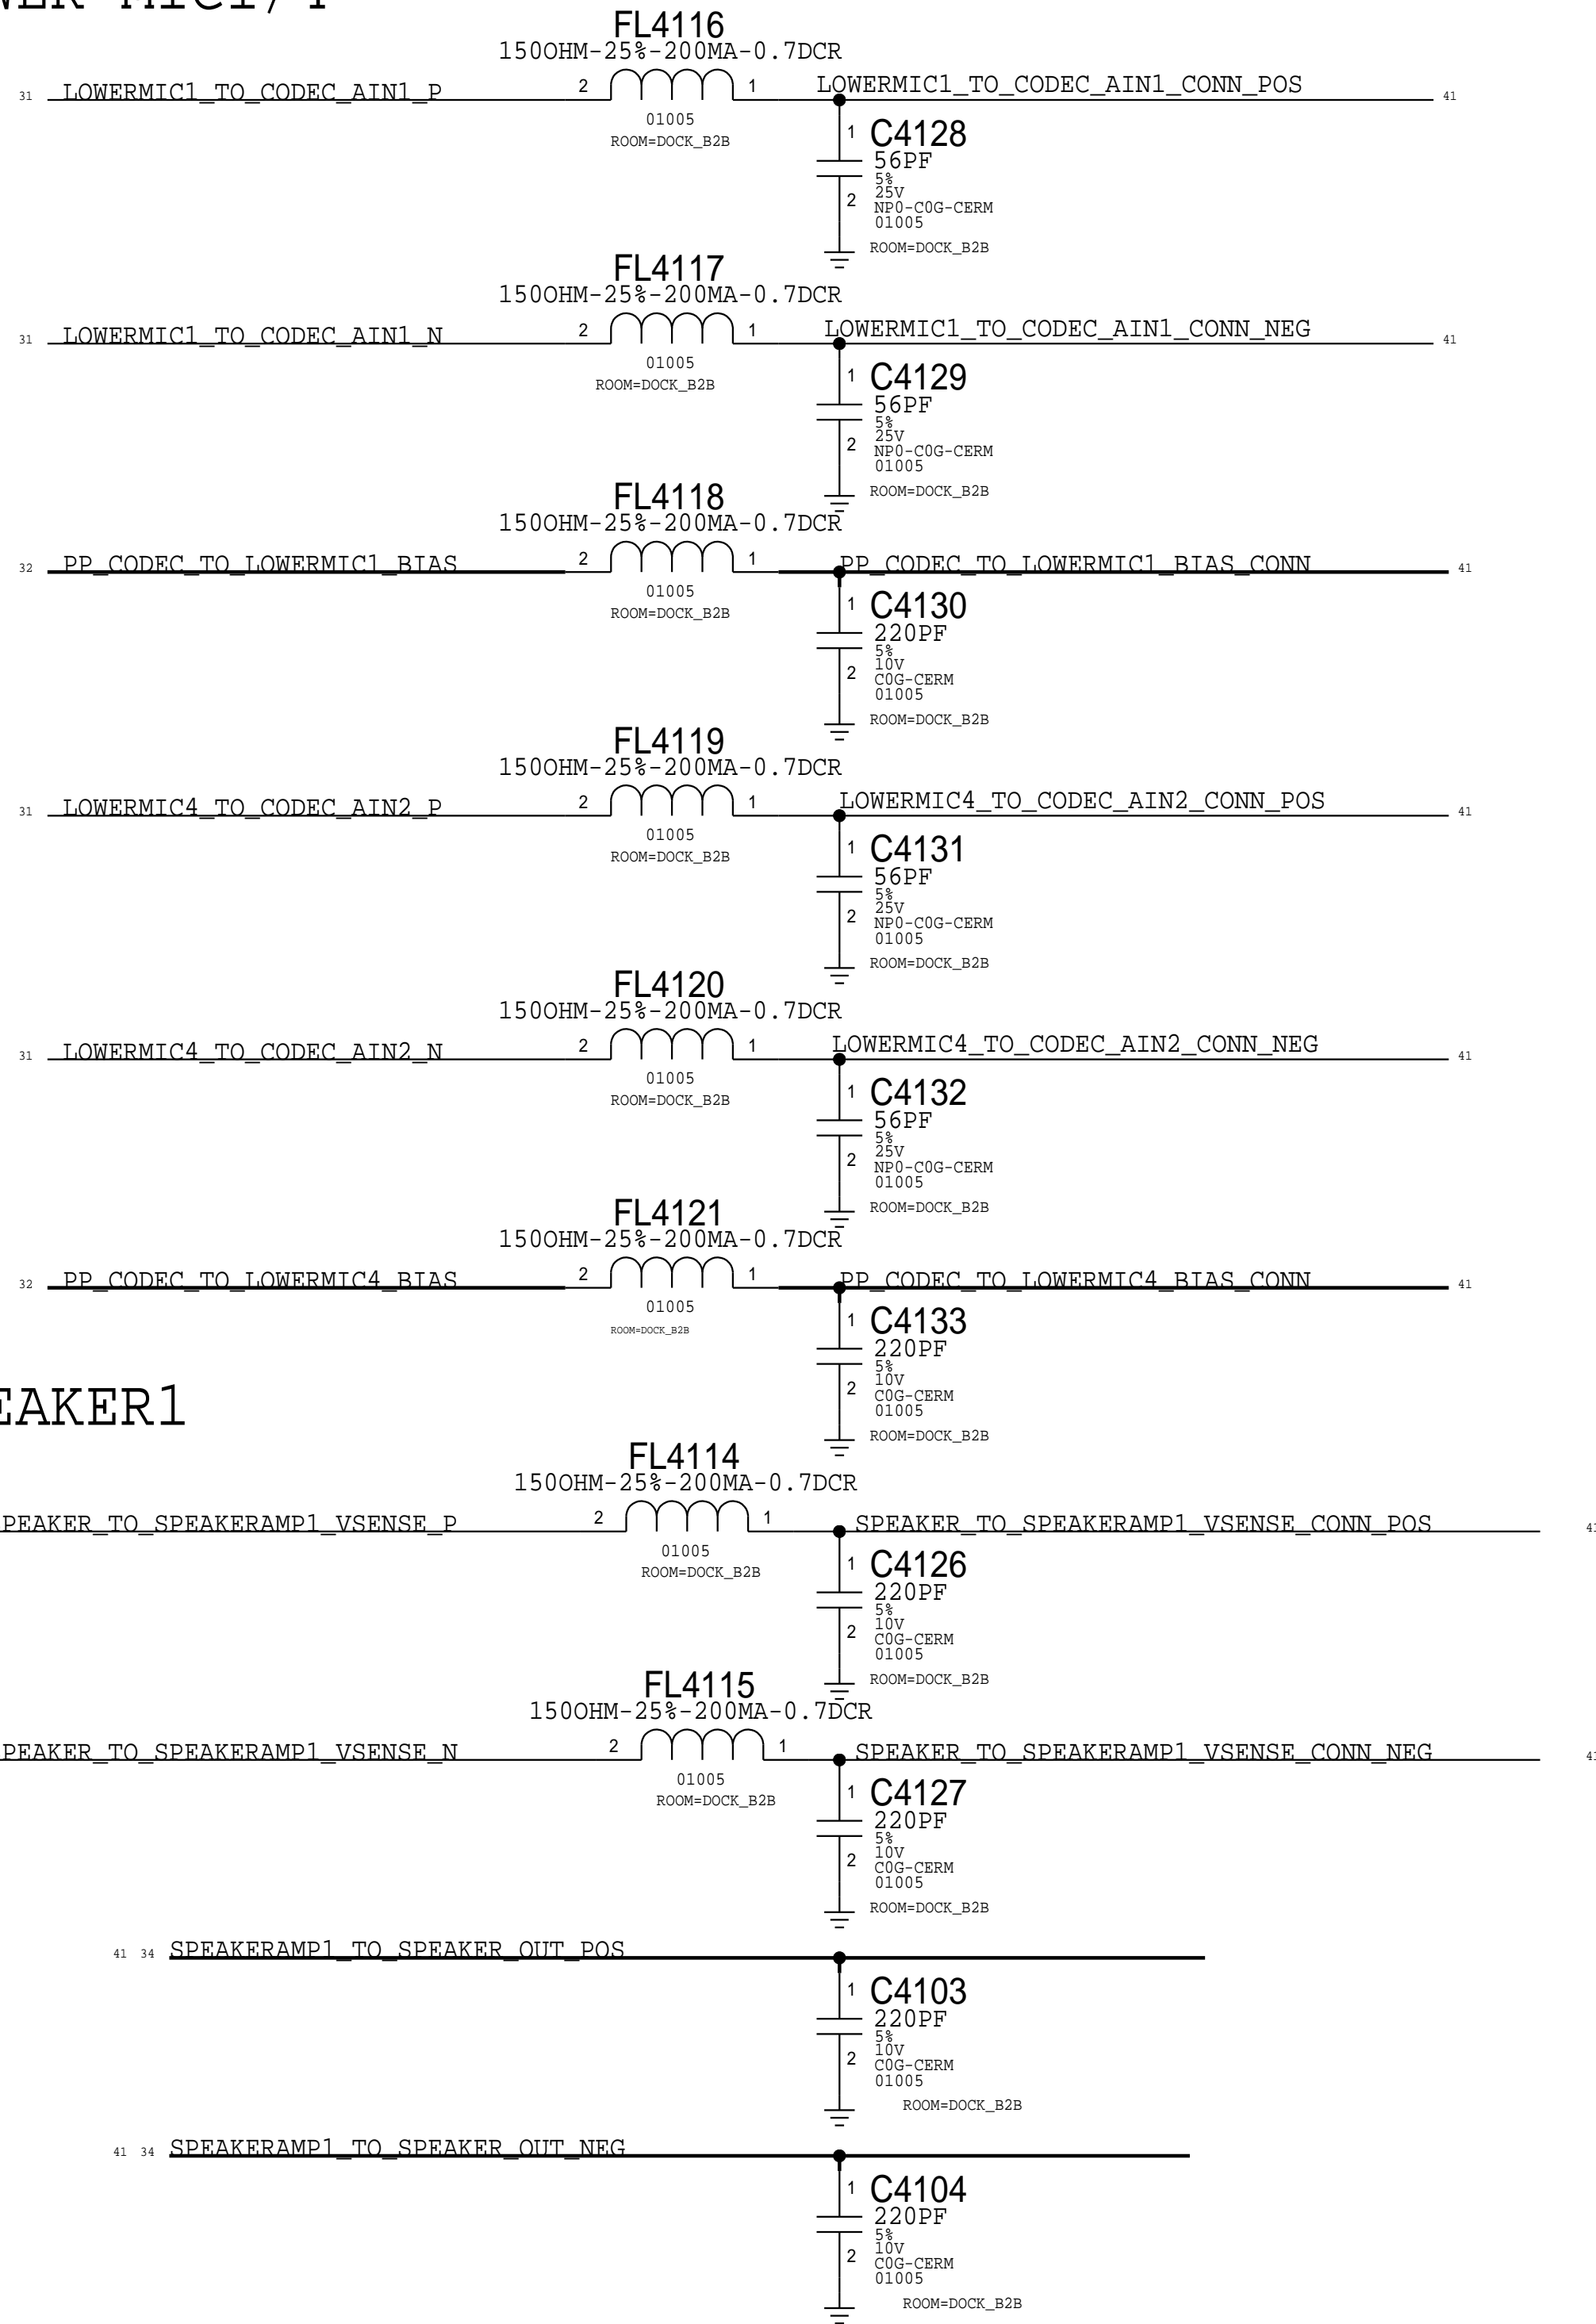 FL4116
150OHM-25%-200MA-0.7DCR
31 LOWERMIC1_TO_CODEC_AIN1_P 2 1 LOWERMIC1_TO_CODEC_AIN1_CONN_POS 41
01005
ROOM=DOCK_B2B
1 C4128
56PF
5%
25V
2 NP0-C0G-CERM
01005
ROOM=DOCK_B2B
FL4117
150OHM-25%-200MA-0.7DCR
31 LOWERMIC1_TO_CODEC_AIN1_N 2 1 LOWERMIC1_TO_CODEC_AIN1_CONN_NEG 41
01005
ROOM=DOCK_B2B
1 C4129
56PF
5%
25V
2 NP0-C0G-CERM
01005
ROOM=DOCK_B2B
FL4118
150OHM-25%-200MA-0.7DCR
32 PP_CODEC_TO_LOWERMIC1_BIAS 2 1 PP_CODEC_TO_LOWERMIC1_BIAS_CONN 41
01005
ROOM=DOCK_B2B
1 C4130
220PF
5%
10V
2 C0G-CERM
01005
ROOM=DOCK_B2B
FL4119
150OHM-25%-200MA-0.7DCR
31 LOWERMIC4_TO_CODEC_AIN2_P 2 1 LOWERMIC4_TO_CODEC_AIN2_CONN_POS 41
01005
ROOM=DOCK_B2B
1 C4131
56PF
5%
25V
2 NP0-C0G-CERM
01005
ROOM=DOCK_B2B
FL4120
150OHM-25%-200MA-0.7DCR
31 LOWERMIC4_TO_CODEC_AIN2_N 2 1 LOWERMIC4_TO_CODEC_AIN2_CONN_NEG 41
01005
ROOM=DOCK_B2B
1 C4132
56PF
5%
25V
2 NP0-C0G-CERM
01005
ROOM=DOCK_B2B
FL4121
150OHM-25%-200MA-0.7DCR
32 PP_CODEC_TO_LOWERMIC4_BIAS 2 1 PP_CODEC_TO_LOWERMIC4_BIAS_CONN 41
01005
ROOM=DOCK_B2B
1 C4133
220PF
5%
10V
2 C0G-CERM
01005
ROOM=DOCK_B2B
EAKER1
FL4114
150OHM-25%-200MA-0.7DCR
PEAKER_TO_SPEAKERAMP1_VSENSE_P 2 1 SPEAKER_TO_SPEAKERAMP1_VSENSE_CONN_POS 41
01005
ROOM=DOCK_B2B
1 C4126
220PF
5%
10V
2 C0G-CERM
01005
ROOM=DOCK_B2B
FL4115
150OHM-25%-200MA-0.7DCR
PEAKER_TO_SPEAKERAMP1_VSENSE_N 2 1 SPEAKER_TO_SPEAKERAMP1_VSENSE_CONN_NEG 41
01005
ROOM=DOCK_B2B
1 C4127
220PF
5%
10V
2 C0G-CERM
01005
ROOM=DOCK_B2B
41 34 SPEAKERAMP1_TO_SPEAKER_OUT_POS
1 C4103
220PF
5%
10V
2 C0G-CERM
01005
ROOM=DOCK_B2B
41 34 SPEAKERAMP1_TO_SPEAKER_OUT_NEG
1 C4104
220PF
5%
10V
2 C0G-CERM
01005
ROOM=DOCK_B2B